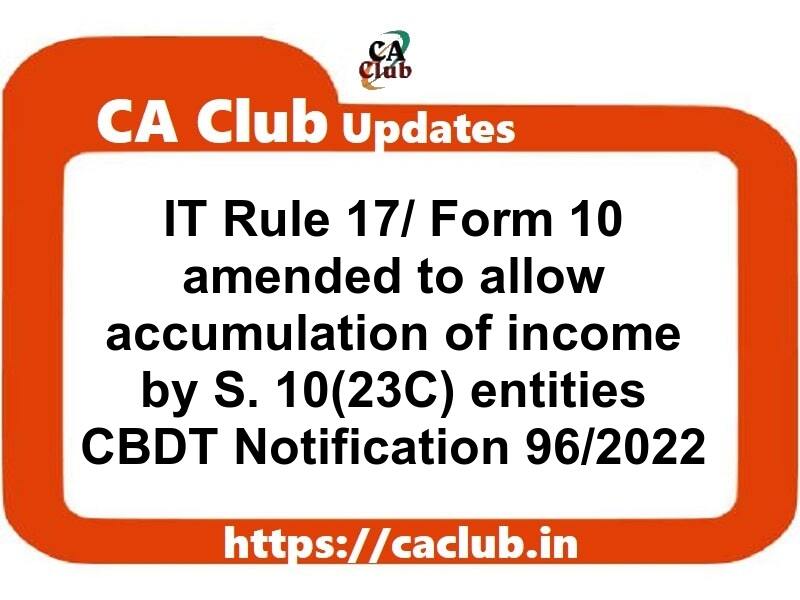 CA
Club
CA Club Updates
IT Rule 17/ Form 10
amended to allow
accumulation of income
by S. 10(23C) entities
CBDT Notification 96/2022
https://caclub.in